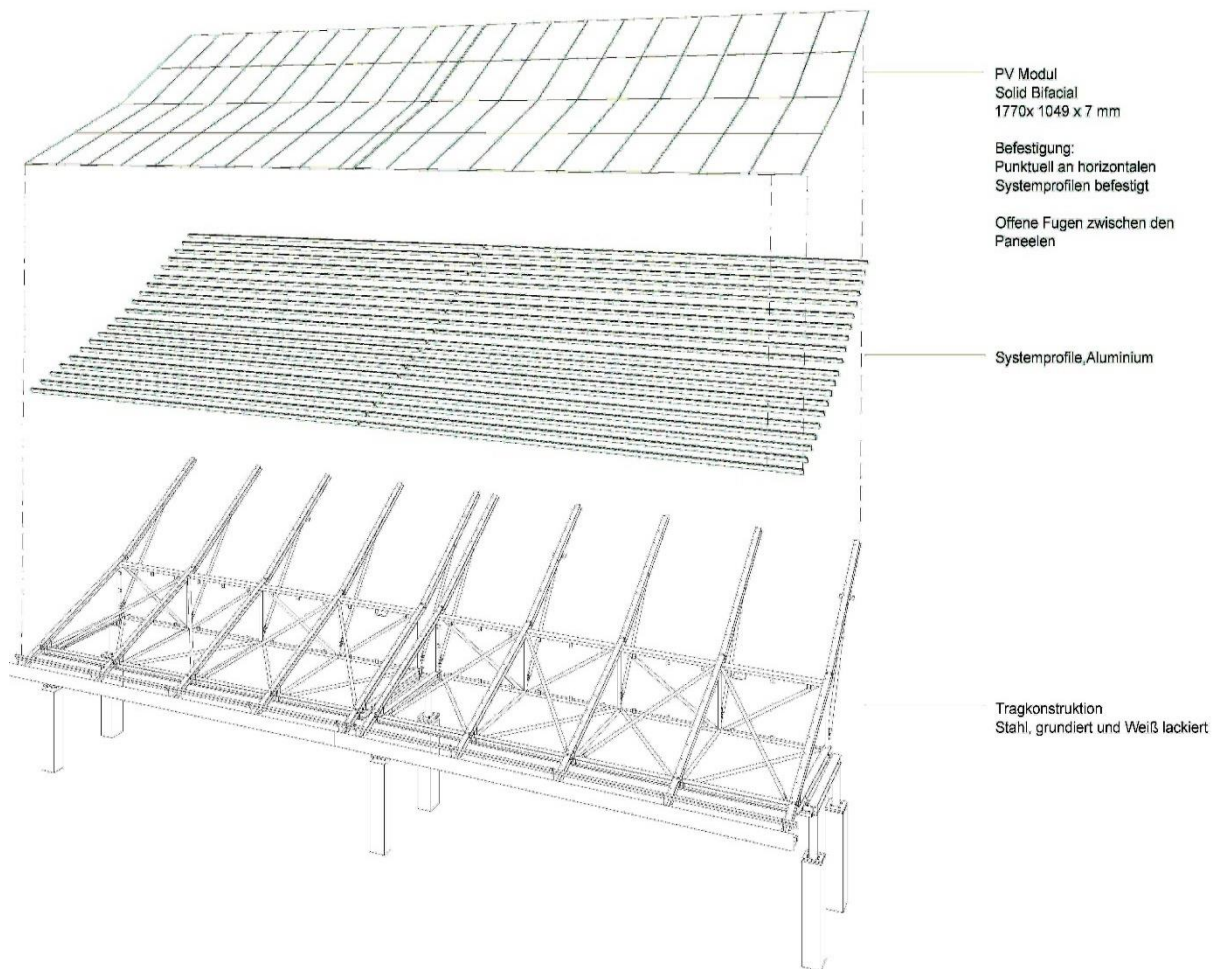 PV Modul
Solid Bifacial
1770x 1049 x 7 mm
Befestigung:
Punktuell an horizontalen
Systemprofilen befestigt
Offene Fugen zwischen den
Paneelen
Systemprofile,Aluminium
Tragkonstruktion
Stahl, grundiert und Weiß lackiert